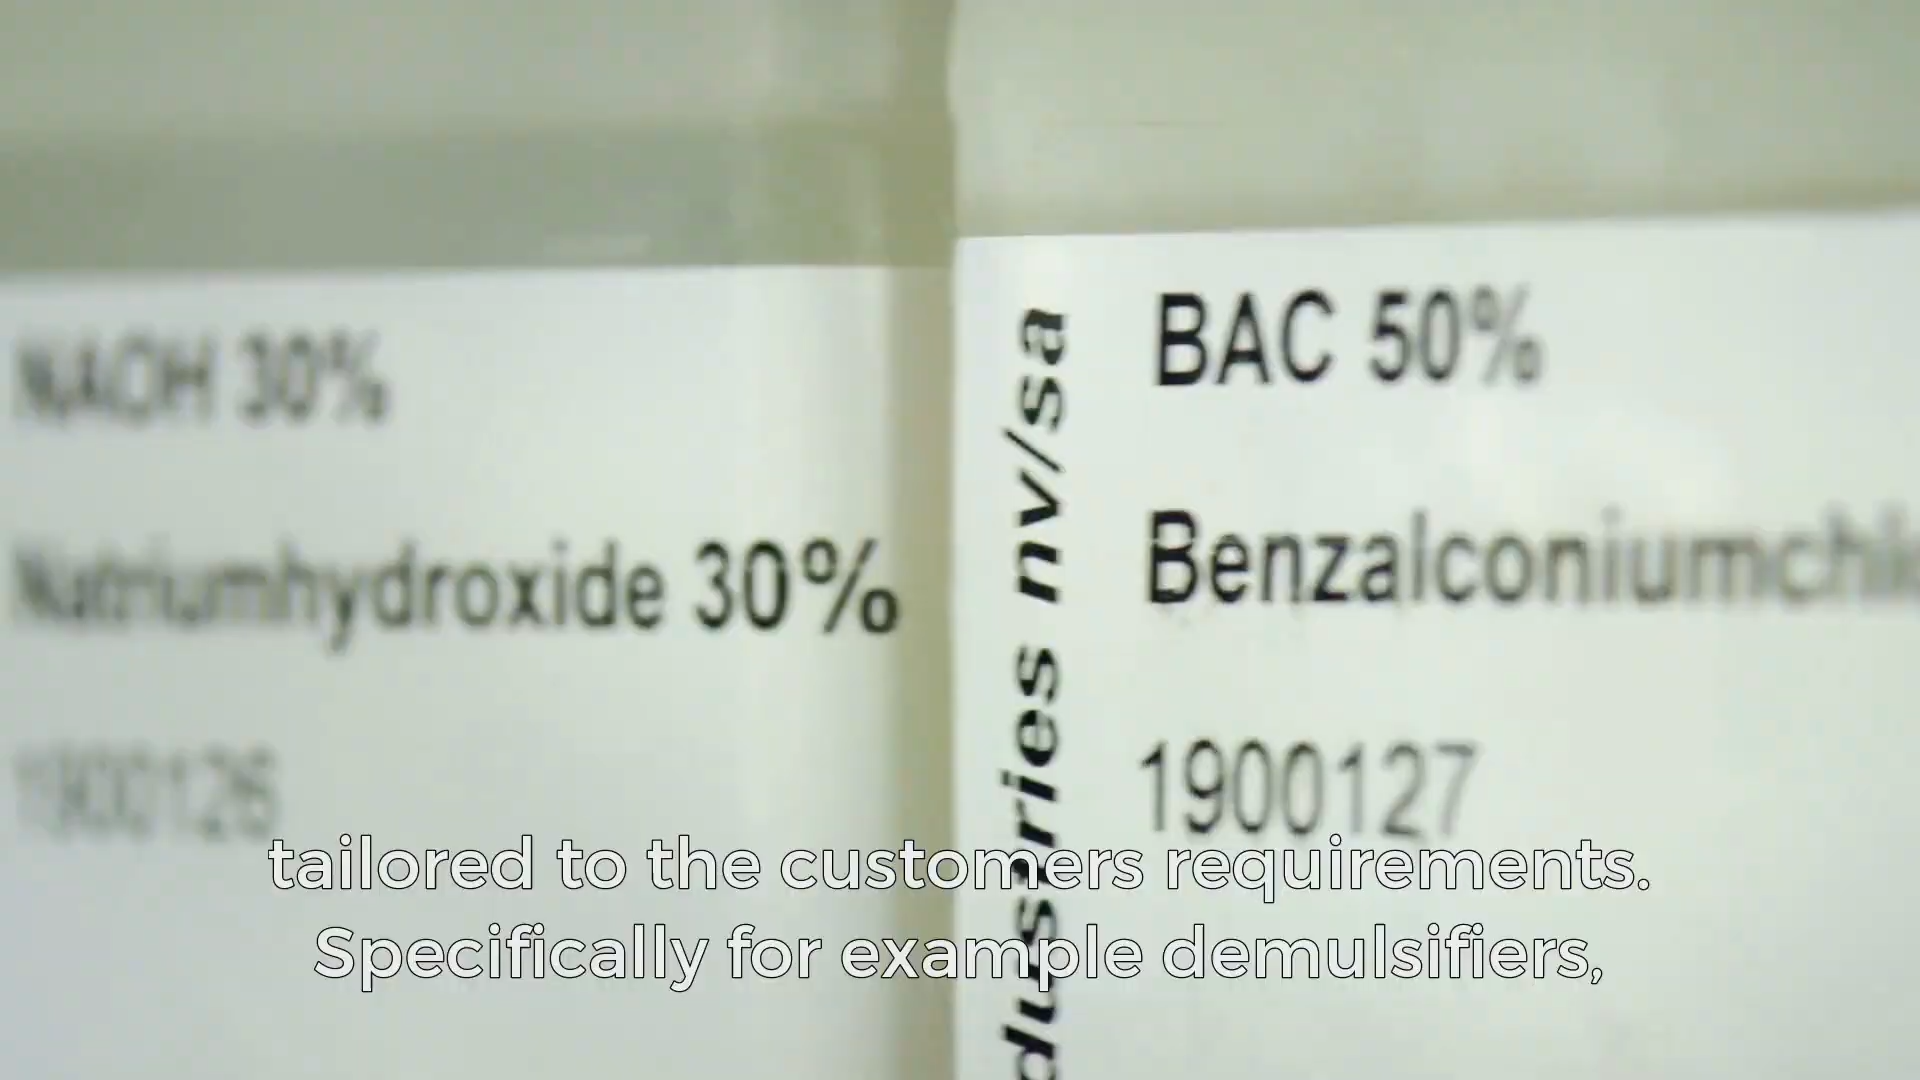 NAOH 30%
Natriumhydroxide 30%
1900126
dustries nv/sa
BAC 50%
Benzalconiumchlo
1900127
tailored to the customers requirements.
Specifically for example demulsifiers,